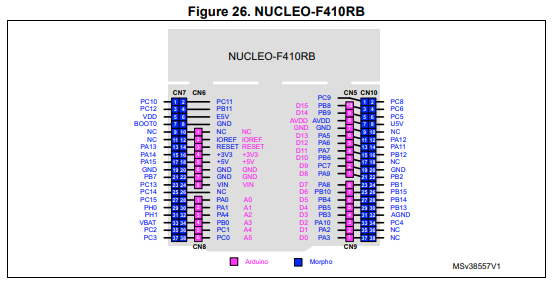 Figure 26. NUCLEO-F410RB
NUCLEO-F410RB
CN7 CN6 CN5 CN10
PC10 PC11 PC9 PC8
PC12 PB11 D15 PB8 PC6
VDD E5V D14 PB9 PC5
BOOT0 GND AVDD AVDD U5V
NC NC NC GND GND NC
NC IOREF IOREF D13 PA5 PA12
PA13 RESET RESET D12 PA6 PA11
PA14 +3V3 +3V3 D11 PA7 PB12
PA15 +5V +5V D10 PB6 NC
GND GND GND D9 PC7 GND
PB7 GND GND D8 PA9 PB2
PC13 VIN VIN D7 PA8 PB1
PC14 NC D6 PB10 PB15
PC15 PA0 A0 D5 PB4 PB14
PH0 PA1 A1 D4 PB5 PB13
PH1 PA4 A2 D3 PB3 AGND
VBAT PB0 A3 D2 PA10 PC4
PC2 PC1 A4 D1 PA2 NC
PC3 PC0 A5 D0 PA3 NC
CN8 CN9
Arduino Morpho
MSv38557V1